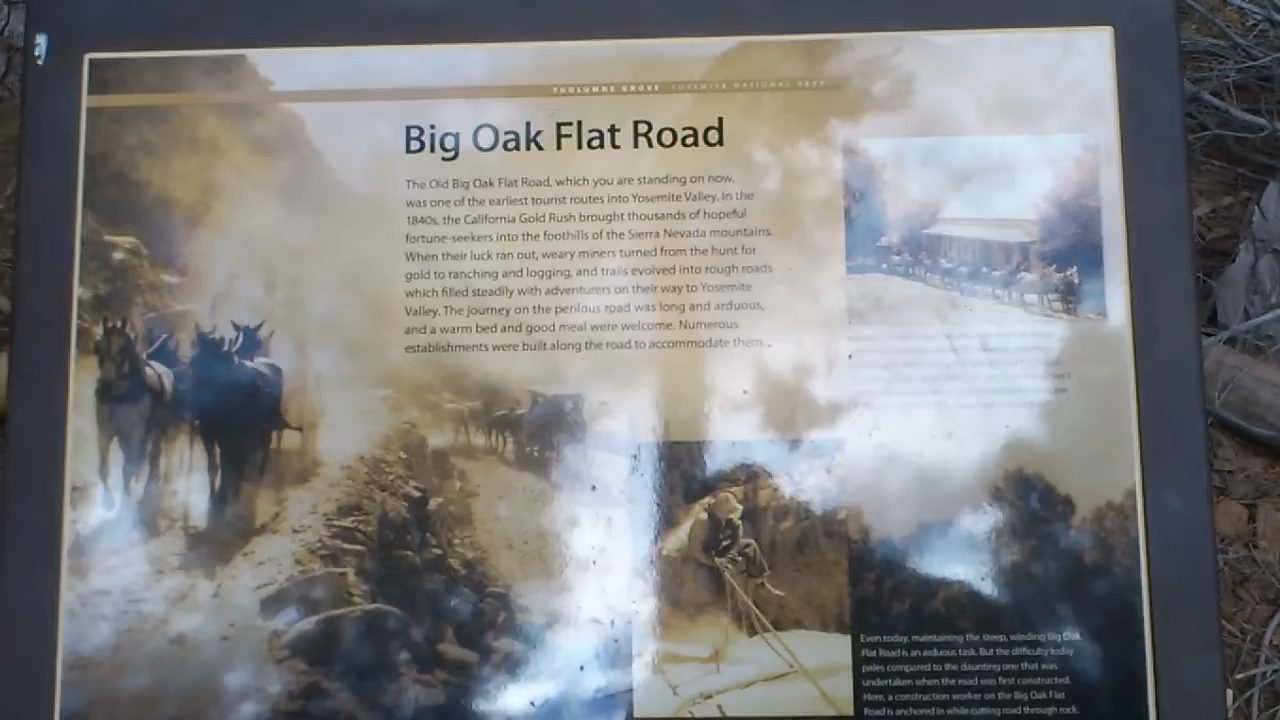 TUOLUMNE GROVE YOSEMITE NATIONAL PARK
Big Oak Flat Road
The Old Big Oak Flat Road, which you are standing on now,
was one of the earliest tourist routes into Yosemite Valley. In the
1840s, the California Gold Rush brought thousands of hopeful
fortune-seekers into the foothills of the Sierra Nevada mountains.
When their luck ran out, weary miners turned from the hunt for
gold to ranching and logging, and trails evolved into rough roads
which filled steadily with adventurers on their way to Yosemite
Valley. The journey on the perilous road was long and arduous,
and a warm bed and good meal were welcome. Numerous
establishments were built along the road to accommodate them.
Even today, maintaining the steep, winding Big Oak
Flat Road is an arduous task. But the difficulty today
pales compared to the daunting one that was
undertaken when the road was first constructed.
Here, a construction worker on the Big Oak Flat
Road is anchored in while cutting road through rock.